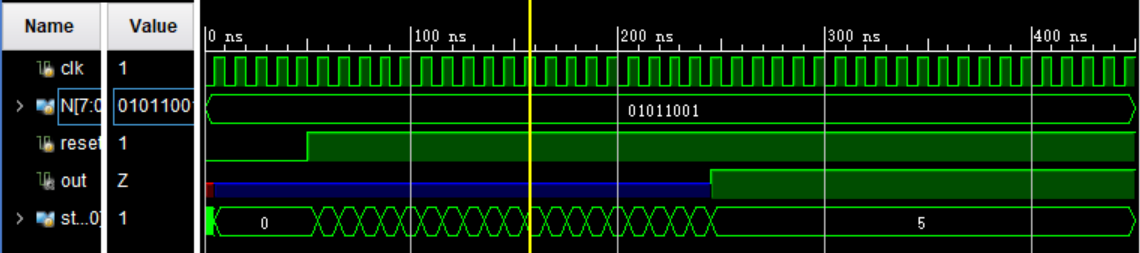 Name Value 0 ns 100 ns 200 ns 300 ns 400 ns
clk 1
N[7:0 01011001 01011001
reset 1
out Z
st...0] 1 0 5